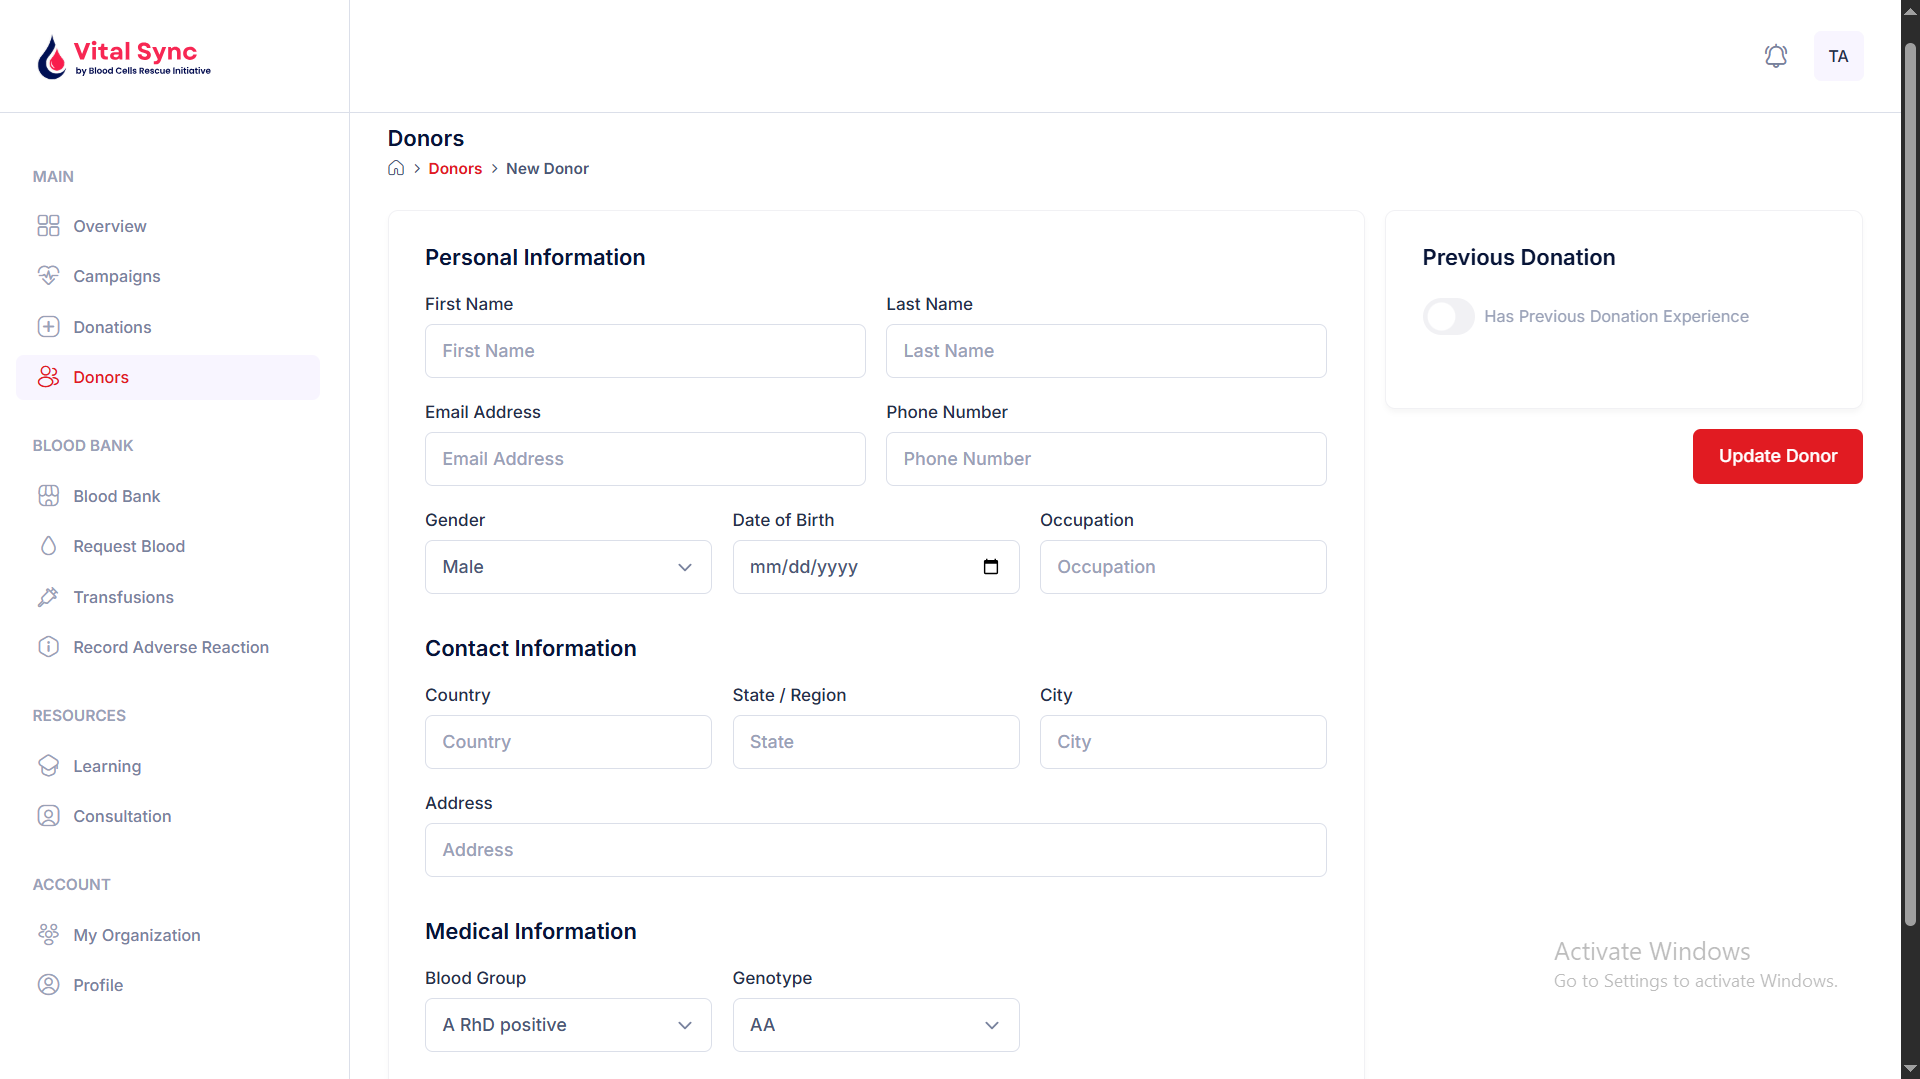 Vital Sync
by Blood Cells Rescue Initiative
TA
MAIN
Overview
Campaigns
Donations
Donors
BLOOD BANK
Blood Bank
Request Blood
Transfusions
Record Adverse Reaction
RESOURCES
Learning
Consultation
ACCOUNT
My Organization
Profile
Donors
Donors > New Donor
Personal Information
First Name Last Name
First Name Last Name
Email Address Phone Number
Email Address Phone Number
Gender Date of Birth Occupation
Male mm/dd/yyyy Occupation
Contact Information
Country State / Region City
Country State City
Address
Address
Medical Information
Blood Group Genotype
A RhD positive AA
Previous Donation
Has Previous Donation Experience
Update Donor
Activate Windows
Go to Settings to activate Windows.